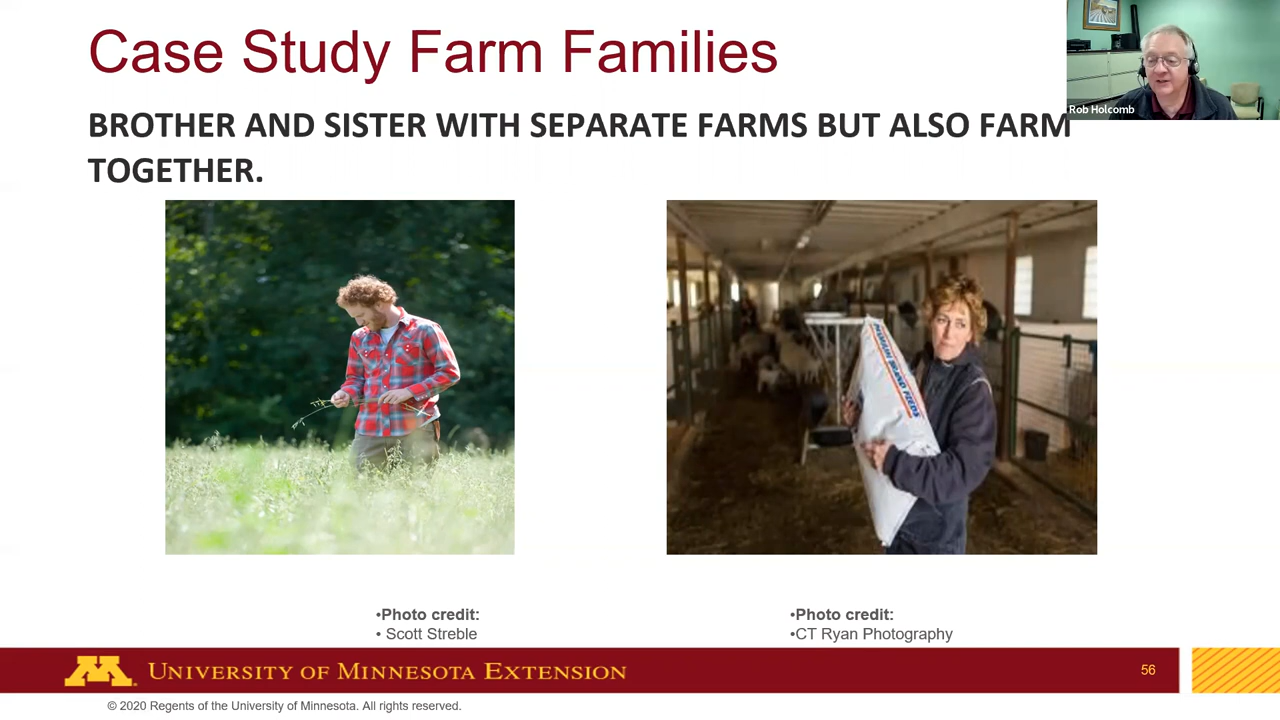 Case Study Farm Families
Rob Holcomb
BROTHER AND SISTER WITH SEPARATE FARMS BUT ALSO FARM
TOGETHER.
•Photo credit:
• Scott Streble
•Photo credit:
•CT Ryan Photography
M UNIVERSITY OF MINNESOTA EXTENSION
56
© 2020 Regents of the University of Minnesota. All rights reserved.